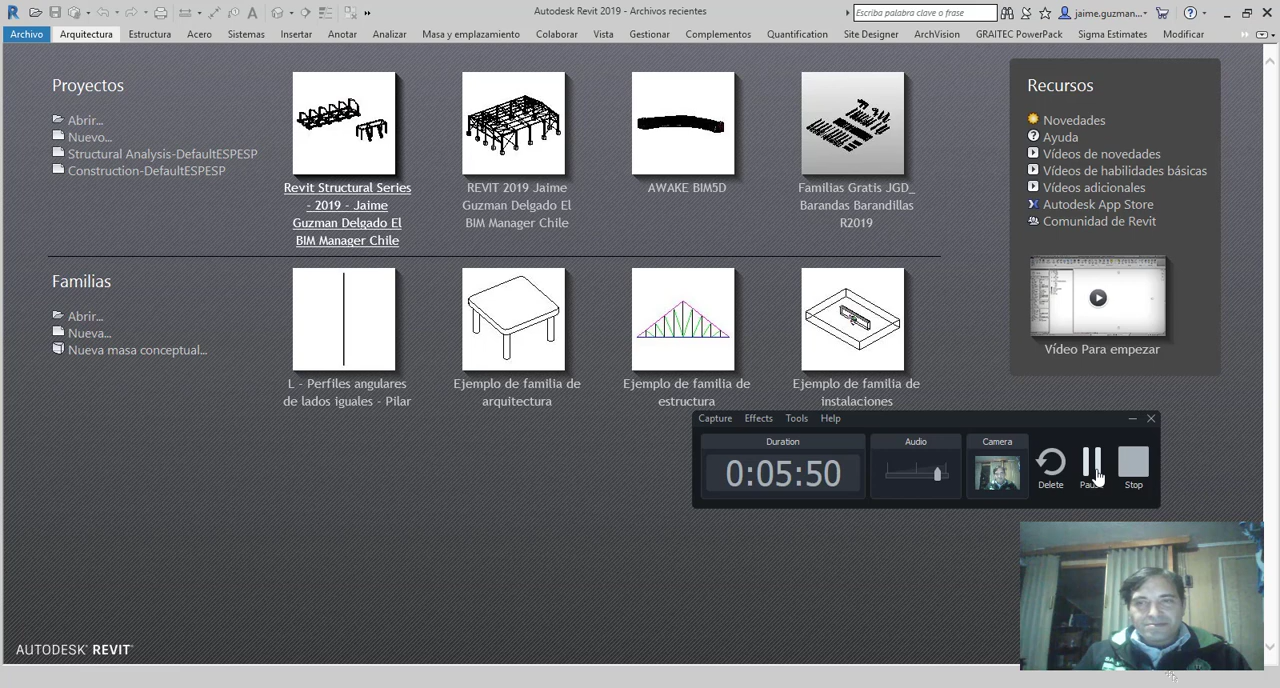 Autodesk Revit 2019 - Archivos recientes
Escriba palabra clave o frase
jaime.guzman...
Archivo Arquitectura Estructura Acero Sistemas Insertar Anotar Analizar Masa y emplazamiento Colaborar Vista Gestionar Complementos Quantification Site Designer ArchVision GRAITEC PowerPack Sigma Estimates Modificar
Proyectos
Abrir...
Nuevo...
Structural Analysis-DefaultESPESP
Construction-DefaultESPESP
Revit Structural Series
- 2019 - Jaime
Guzman Delgado El
BIM Manager Chile
REVIT 2019 Jaime
Guzman Delgado El
BIM Manager Chile
AWAKE BIM5D
Familias Gratis JGD_
Barandas Barandillas
R2019
Familias
Abrir...
Nueva...
Nueva masa conceptual...
L - Perfiles angulares
de lados iguales - Pilar
Ejemplo de familia de
arquitectura
Ejemplo de familia de
estructura
Ejemplo de familia de
instalaciones
Recursos
Novedades
Ayuda
Vídeos de novedades
Vídeos de habilidades básicas
Vídeos adicionales
Autodesk App Store
Comunidad de Revit
Vídeo Para empezar
Capture Effects Tools Help
Duration
0:05:50
Audio
Camera
Delete
Pause
Stop
AUTODESK® REVIT®